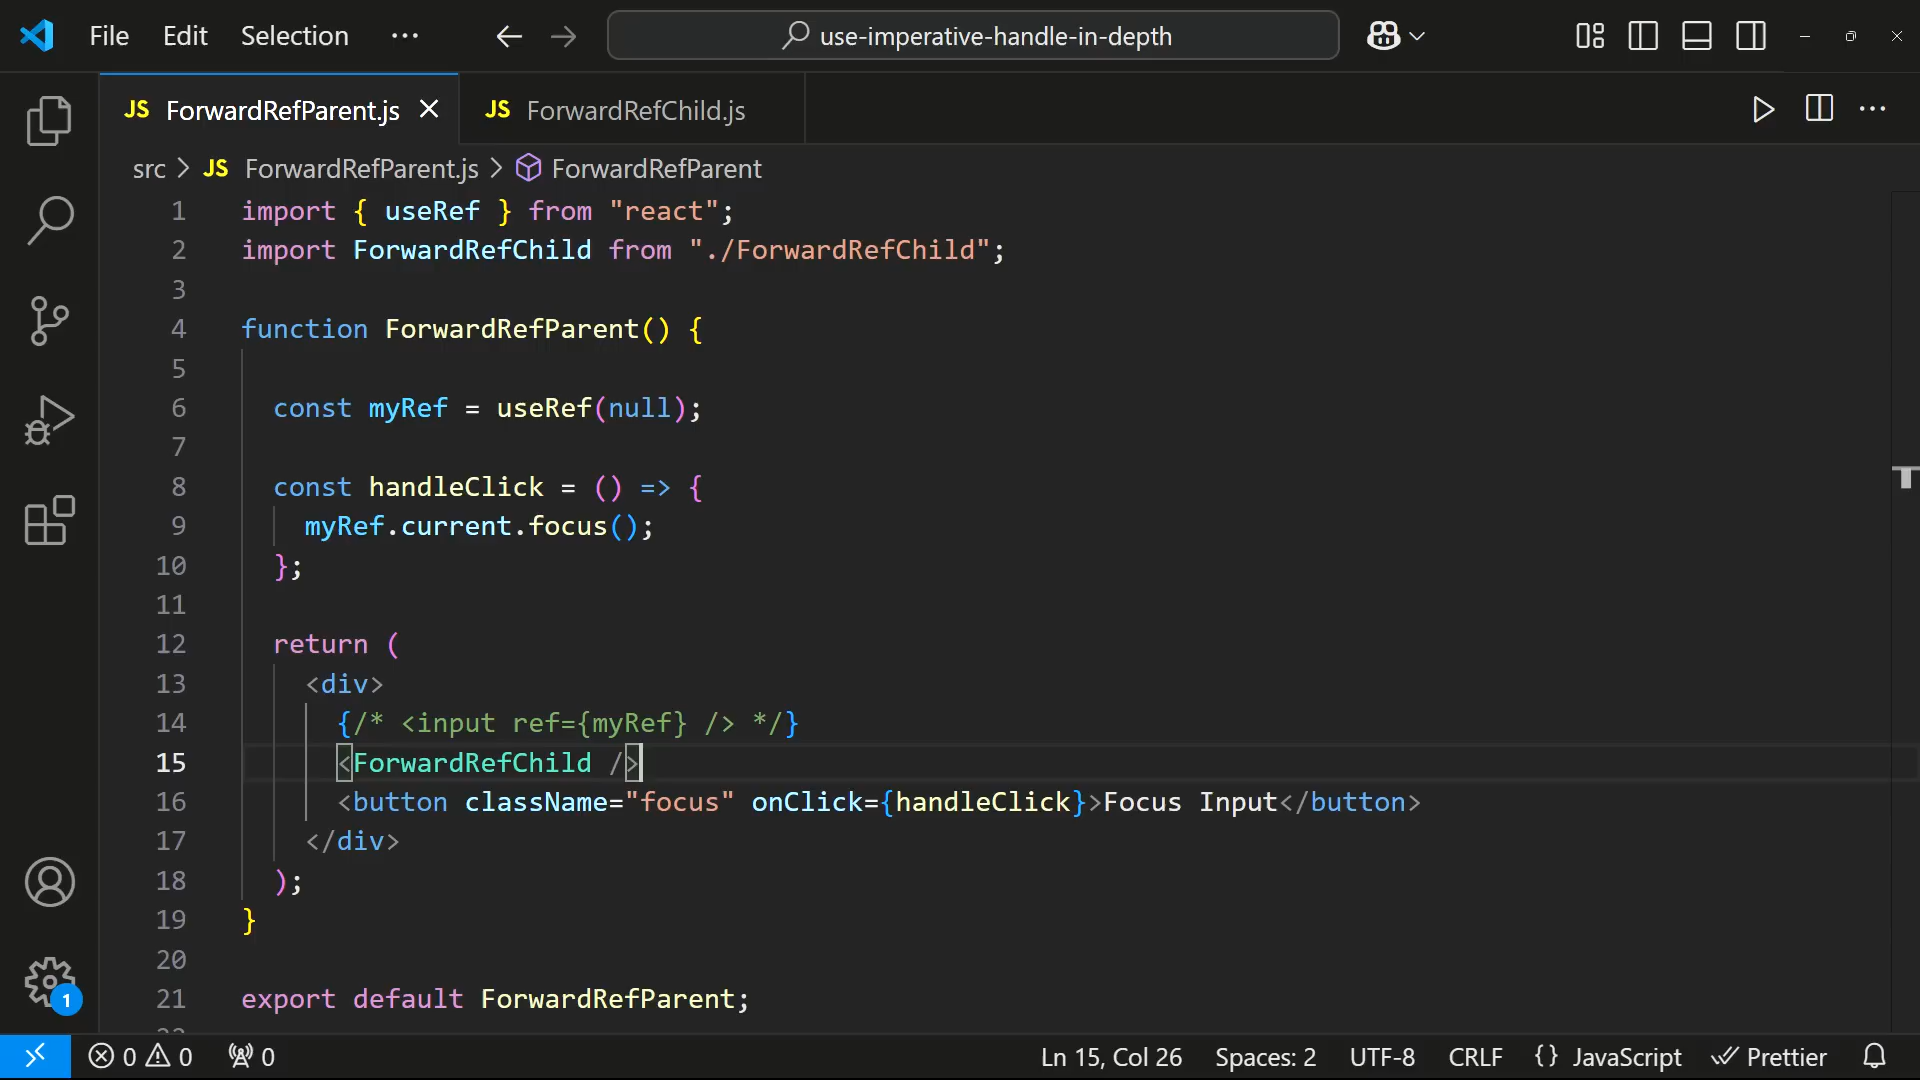 File Edit Selection ··· use-imperative-handle-in-depth
JS ForwardRefParent.js JS ForwardRefChild.js
src > JS ForwardRefParent.js > ForwardRefParent
1 import { useRef } from "react";
2 import ForwardRefChild from "./ForwardRefChild";
3
4 function ForwardRefParent() {
5
6 const myRef = useRef(null);
7
8 const handleClick = () => {
9 myRef.current.focus();
10 };
11
12 return (
13 <div>
14 {/* <input ref={myRef} /> */}
15 <ForwardRefChild />
16 <button className="focus" onClick={handleClick}>Focus Input</button>
17 </div>
18 );
19 }
20
21 export default ForwardRefParent;
22
1
0 0 0 Ln 15, Col 26 Spaces: 2 UTF-8 CRLF {} JavaScript Prettier